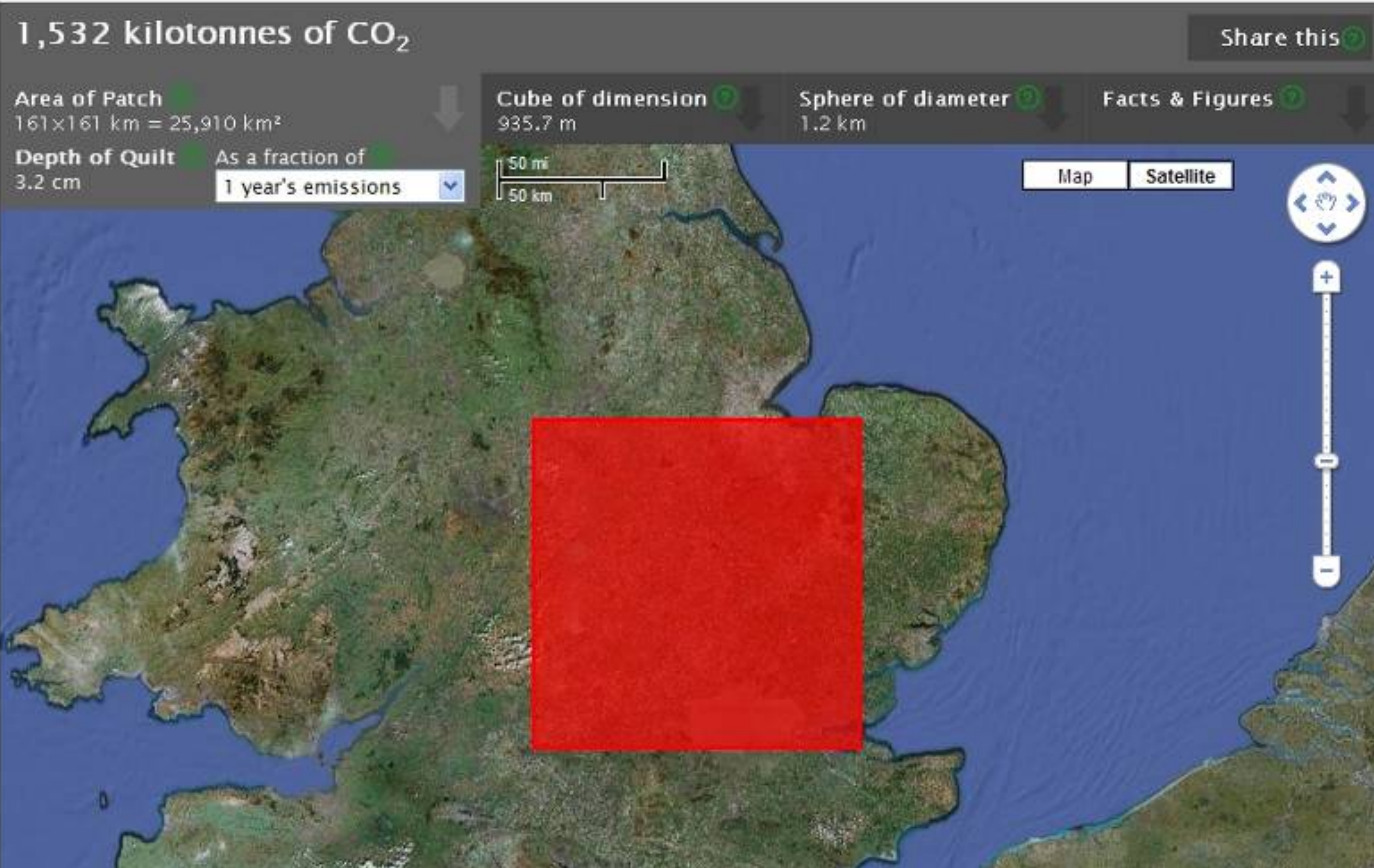 1,532 kilotonnes of CO₂
Share this ?
Area of Patch
161×161 km = 25,910 km²
Depth of Quilt
3.2 cm
As a fraction of
1 year's emissions
Cube of dimension ?
935.7 m
Sphere of diameter ?
1.2 km
Facts & Figures ?
50 mi
50 km
Map
Satellite